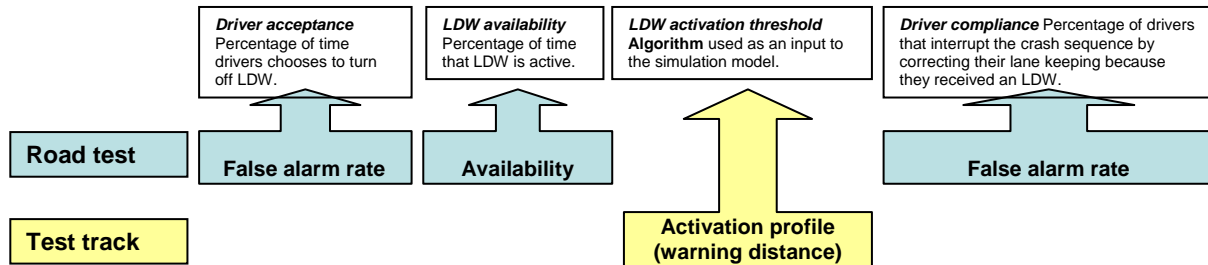 Driver acceptance
Percentage of time
drivers chooses to turn
off LDW.
LDW availability
Percentage of time
that LDW is active.
LDW activation threshold
Algorithm used as an input to
the simulation model.
Driver compliance Percentage of drivers
that interrupt the crash sequence by
correcting their lane keeping because
they received an LDW.
Road test
False alarm rate
Availability
False alarm rate
Test track
Activation profile
(warning distance)